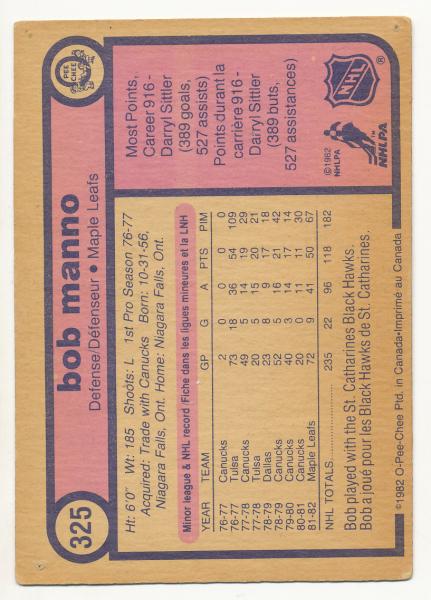 325
bob manno
Defense/Défenseur • Maple Leafs
O
PEE
CHEE
Ht: 6'0" Wt: 185 Shoots: L 1st Pro Season 76-77
Acquired: Trade with Canucks Born: 10-31-56,
Niagara Falls, Ont. Home: Niagara Falls, Ont.
Minor league & NHL record/Fiche dans les ligues mineures et la LNH
YEAR TEAM GP G A PTS PIM
76-77 Canucks 2 0 0 0 0
76-77 Tulsa 73 18 36 54 109
77-78 Canucks 49 5 14 19 29
77-78 Tulsa 20 5 15 20 21
78-79 Dallas 23 2 15 17 18
78-79 Canucks 52 5 16 21 42
79-80 Canucks 40 3 14 17 14
80-81 Canucks 20 0 11 11 30
81-82 Maple Leafs 72 9 41 50 67
NHL TOTALS 235 22 96 118 182
Bob played with the St. Catharines Black Hawks.
Bob a joué pour les Black Hawks de St. Catharines.
©1982 O-Pee-Chee Ptd. in Canada-Imprimé au Canada
Most Points,
Career 916 -
Darryl Sittler
(389 goals,
527 assists)
Points durant la
carrière 916 -
Darryl Sittler
(389 buts,
527 assistances)
NHL
®
©1982
NHLPA
NHLPA
TM